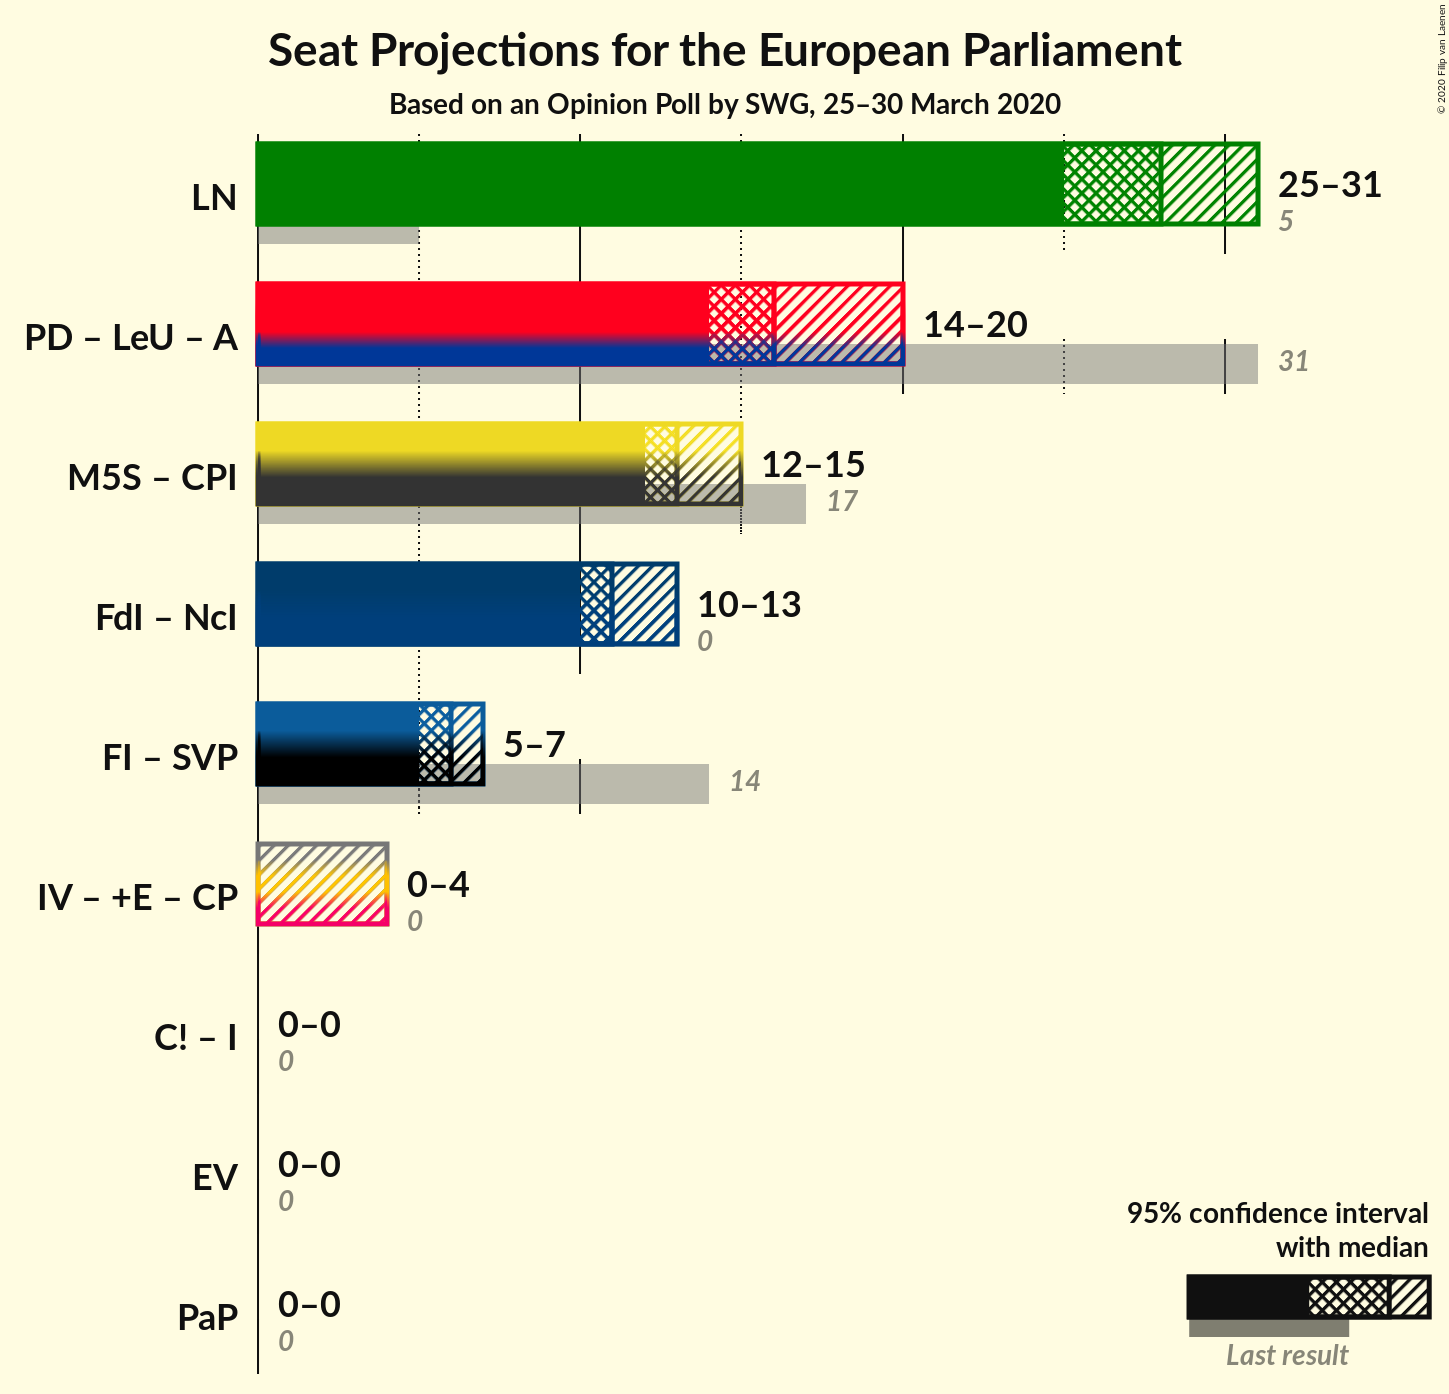 Seat Projections for the European Parliament
Based on an Opinion Poll by SWG, 25–30 March 2020
© 2020 Filip van Laenen
LN
25–31
5
PD – LeU – A
14–20
31
M5S – CPI
12–15
17
FdI – NcI
10–13
0
FI – SVP
5–7
14
IV – +E – CP
0–4
0
C! – I
0–0
0
EV
0–0
0
PaP
0–0
0
95% confidence interval
with median
Last result